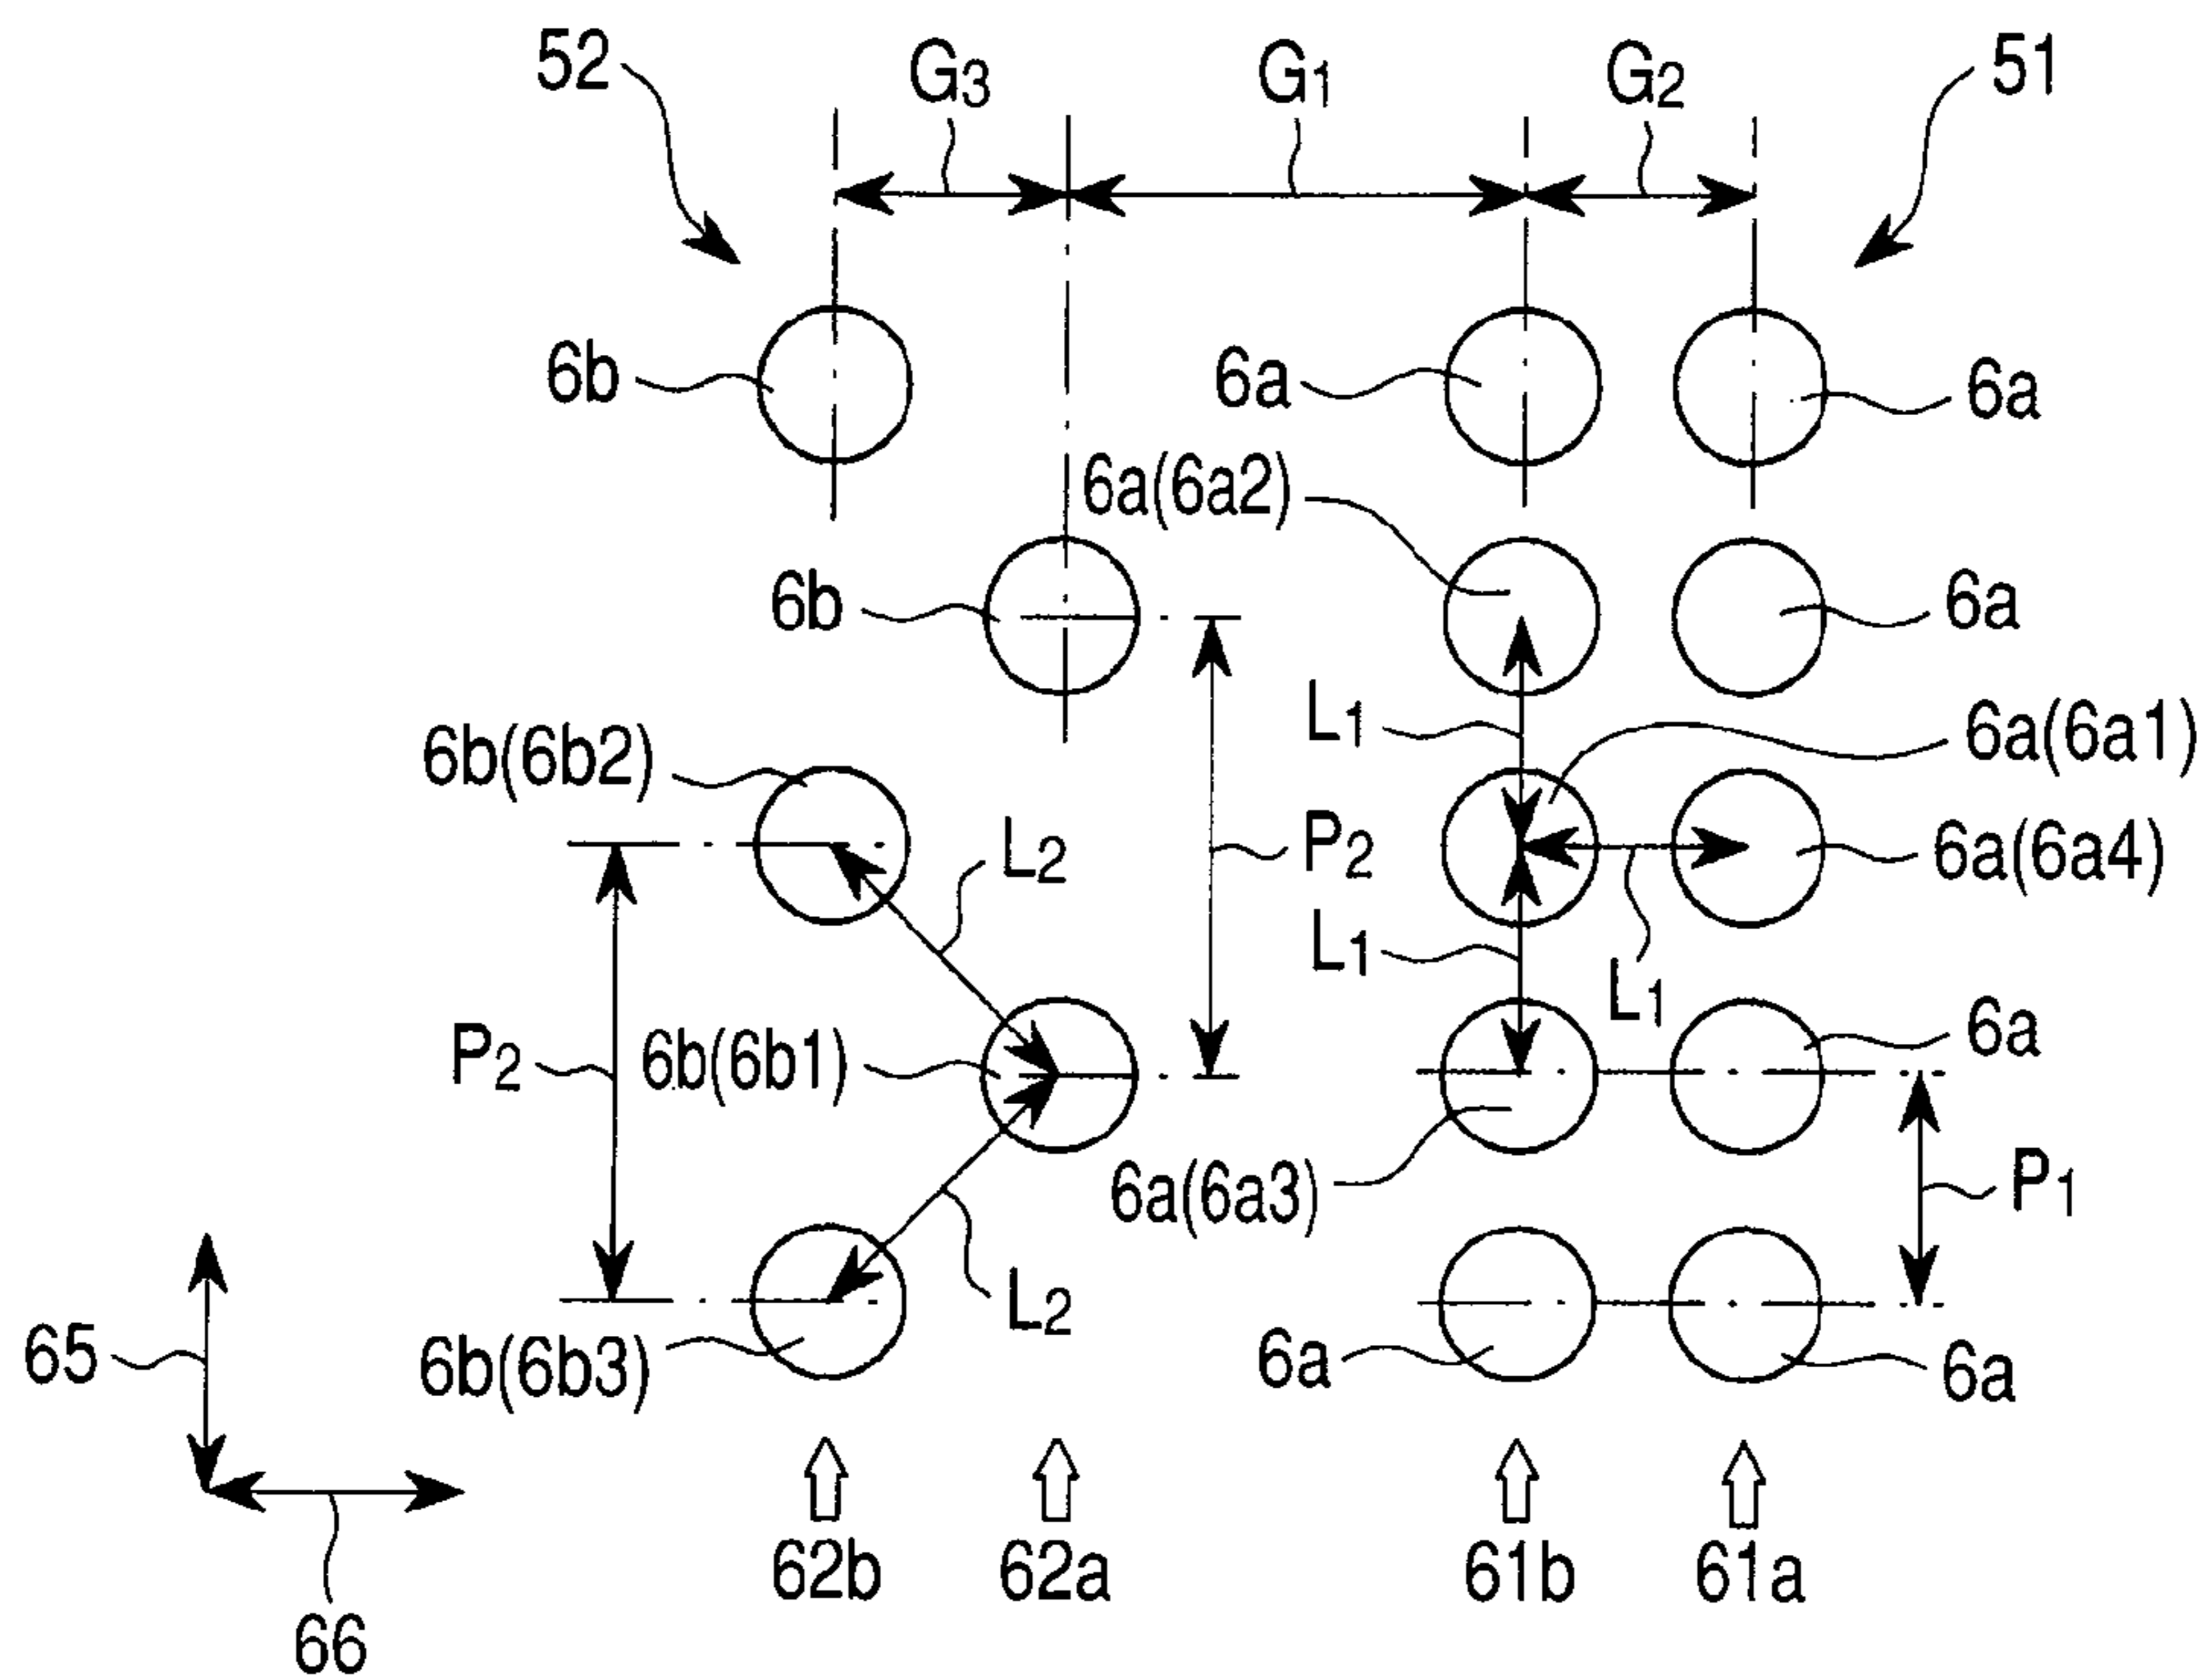 52 G3 G1 G2 51
6b 6a 6a
6a(6a2)
6b 6a
L1
6b(6b2) 6a(6a1)
L2 P2 6a(6a4)
L1
L1
P2 6b(6b1) 6a
6a(6a3) P1
L2
65 6b(6b3) 6a 6a
62b 62a 61b 61a
66